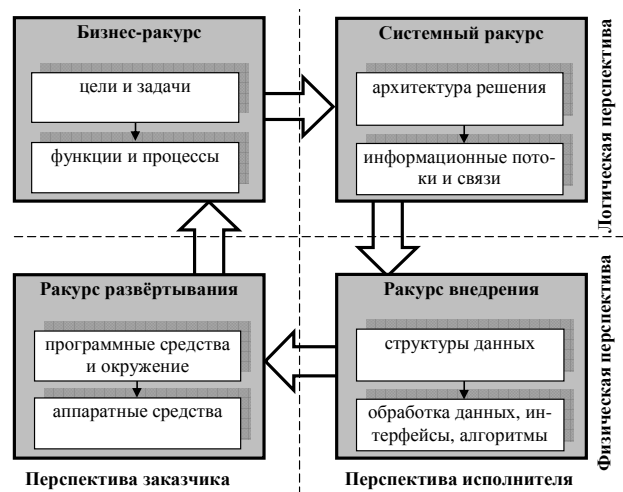 Бизнес-ракурс
цели и задачи
функции и процессы
Системный ракурс
архитектура решения
информационные пото-
ки и связи
Логическая перспектива
Ракурс развёртывания
программные средства
и окружение
аппаратные средства
Ракурс внедрения
структуры данных
обработка данных, ин-
терфейсы, алгоритмы
Физическая перспектива
Перспектива заказчика
Перспектива исполнителя